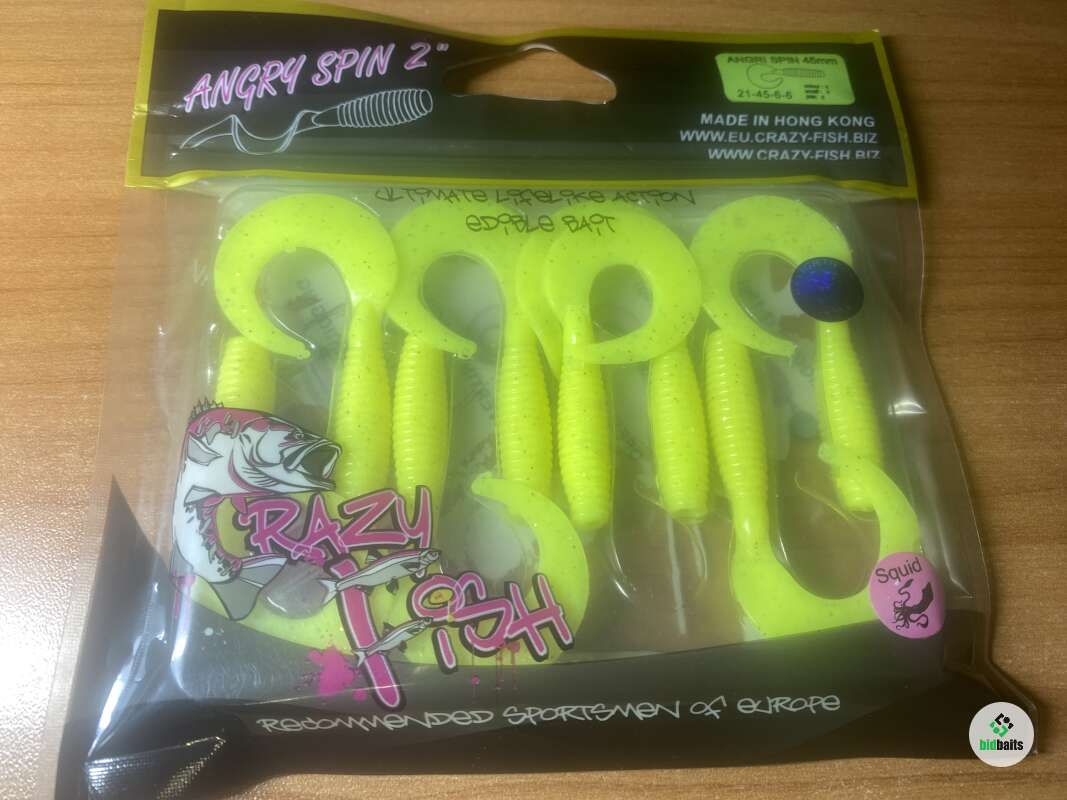 ANGRY SPIN 2"
ANGRI SPIN 45mm
21-45-6-6
MADE IN HONG KONG
WWW.EU.CRAZY-FISH.BIZ
WWW.CRAZY-FISH.BIZ
ULTIMATE LIFELIKE ACTION
EDIBLE BAIT
CRAZY
FISH
Squid
RECOMMENDED SPORTSMEN OF EUROPE
bidbaits